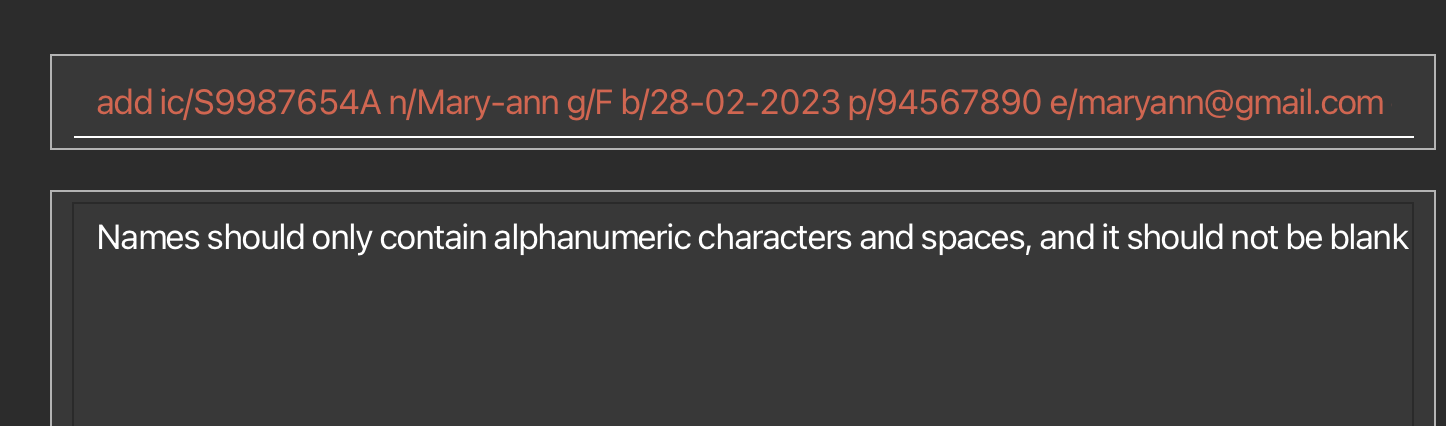 add ic/S9987654A n/Mary-ann g/F b/28-02-2023 p/94567890 e/maryann@gmail.com
Names should only contain alphanumeric characters and spaces, and it should not be blank